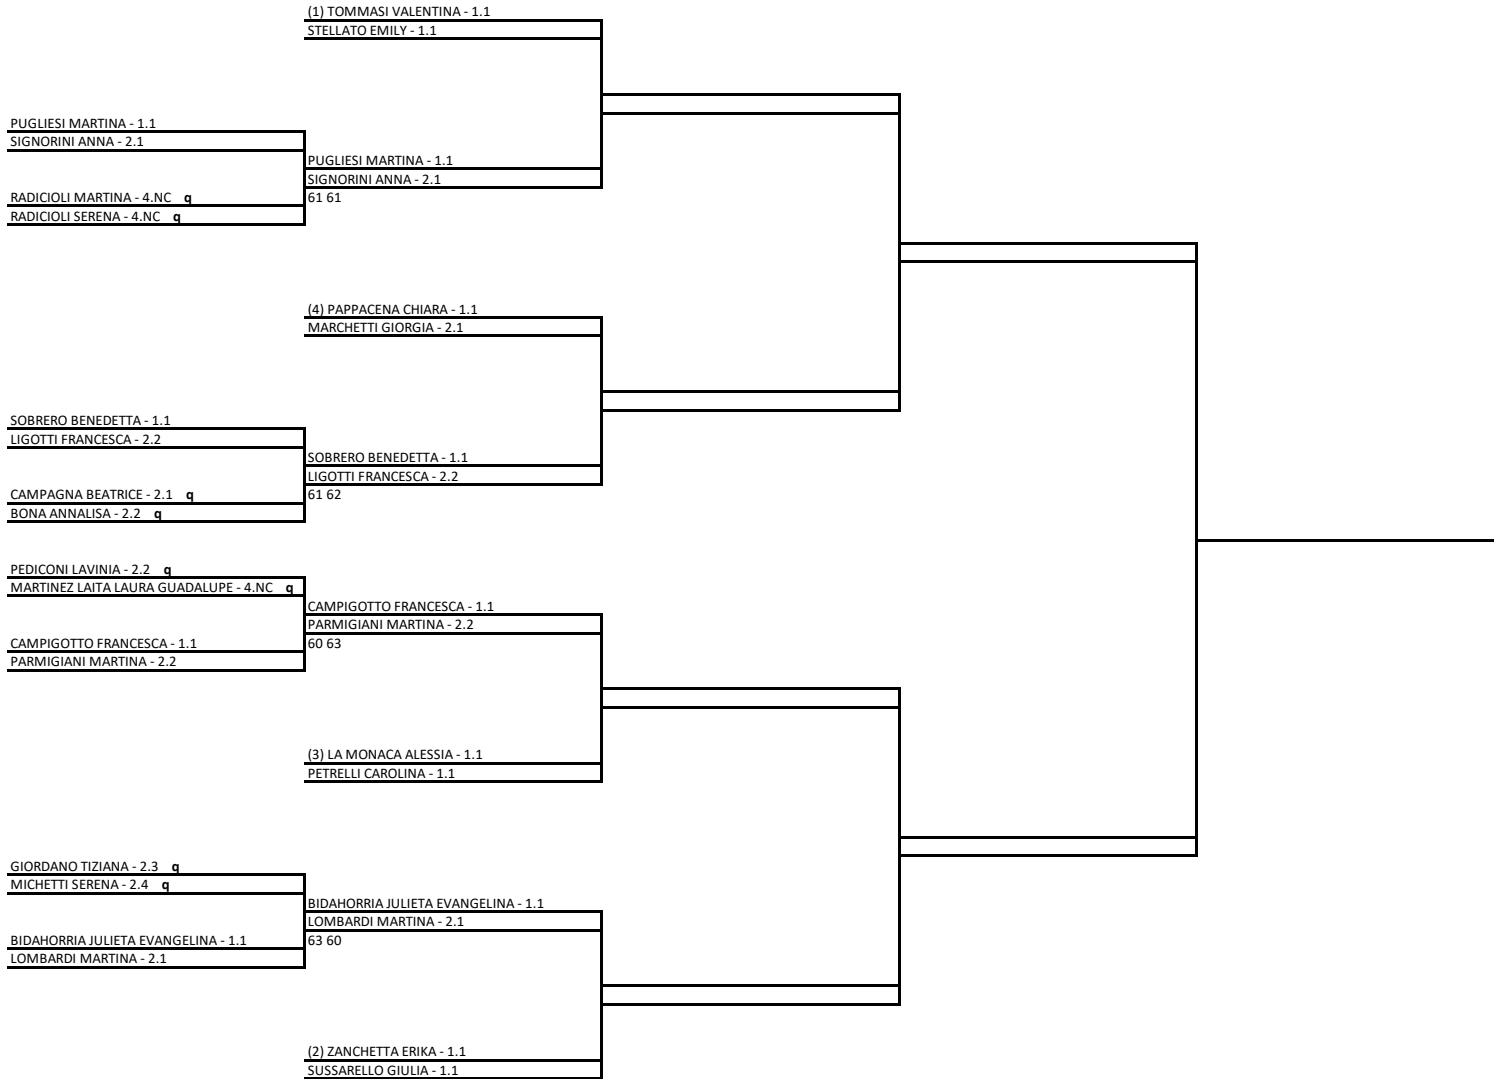 (1) TOMMASI VALENTINA - 1.1
STELLATO EMILY - 1.1
PUGLIESI MARTINA - 1.1
SIGNORINI ANNA - 2.1
PUGLIESI MARTINA - 1.1
SIGNORINI ANNA - 2.1
RADICIOLI MARTINA - 4.NC q
61 61
RADICIOLI SERENA - 4.NC q
(4) PAPPACENA CHIARA - 1.1
MARCHETTI GIORGIA - 2.1
SOBRERO BENEDETTA - 1.1
LIGOTTI FRANCESCA - 2.2
SOBRERO BENEDETTA - 1.1
LIGOTTI FRANCESCA - 2.2
CAMPAGNA BEATRICE - 2.1 q
61 62
BONA ANNALISA - 2.2 q
PEDICONI LAVINIA - 2.2 q
MARTINEZ LAITA LAURA GUADALUPE - 4.NC q
CAMPIGOTTO FRANCESCA - 1.1
PARMIGIANI MARTINA - 2.2
CAMPIGOTTO FRANCESCA - 1.1
60 63
PARMIGIANI MARTINA - 2.2
(3) LA MONACA ALESSIA - 1.1
PETRELLI CAROLINA - 1.1
GIORDANO TIZIANA - 2.3 q
MICHETTI SERENA - 2.4 q
BIDAHORRIA JULIETA EVANGELINA - 1.1
LOMBARDI MARTINA - 2.1
BIDAHORRIA JULIETA EVANGELINA - 1.1
63 60
LOMBARDI MARTINA - 2.1
(2) ZANCHETTA ERIKA - 1.1
SUSSARELLO GIULIA - 1.1